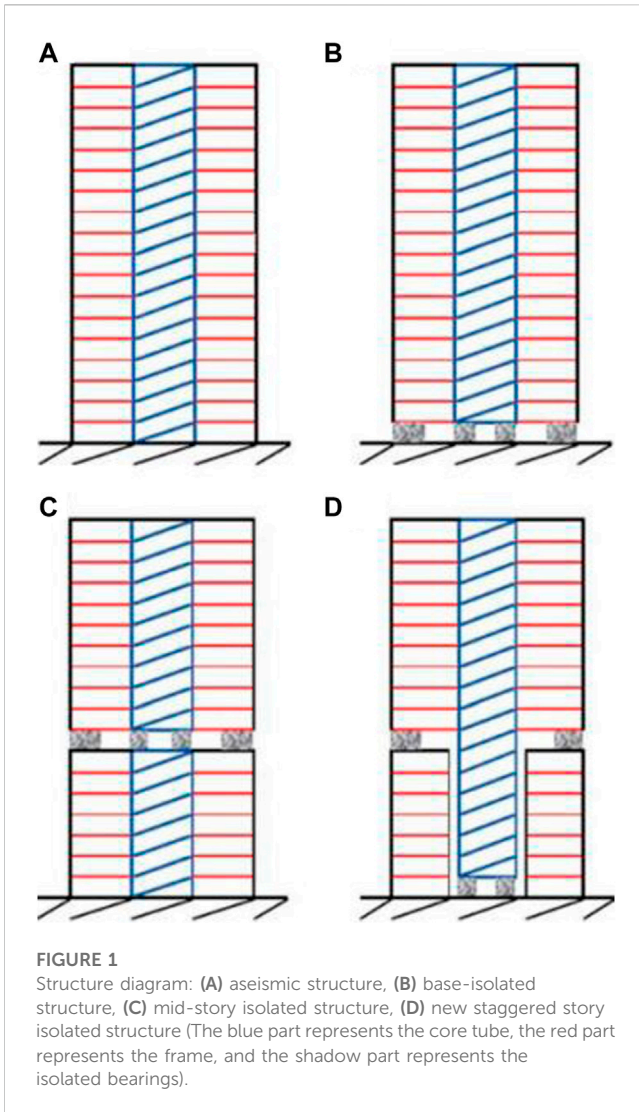 A
B
C
D
FIGURE 1
Structure diagram: (A) aseismic structure, (B) base-isolated
structure, (C) mid-story isolated structure, (D) new staggered story
isolated structure (The blue part represents the core tube, the red part
represents the frame, and the shadow part represents the
isolated bearings).